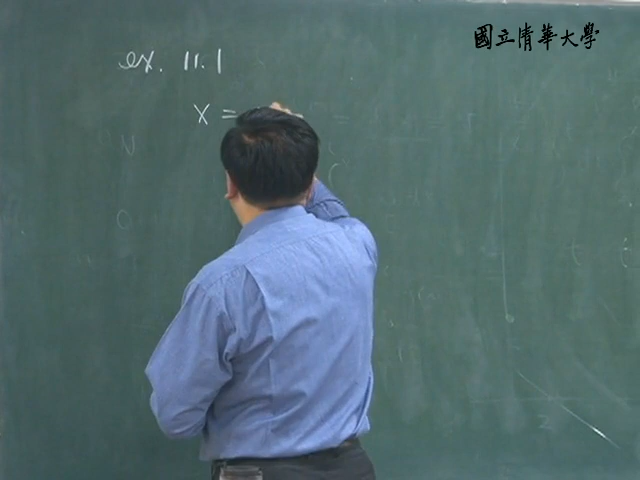 國立清華大學
ex. 11.1
x =